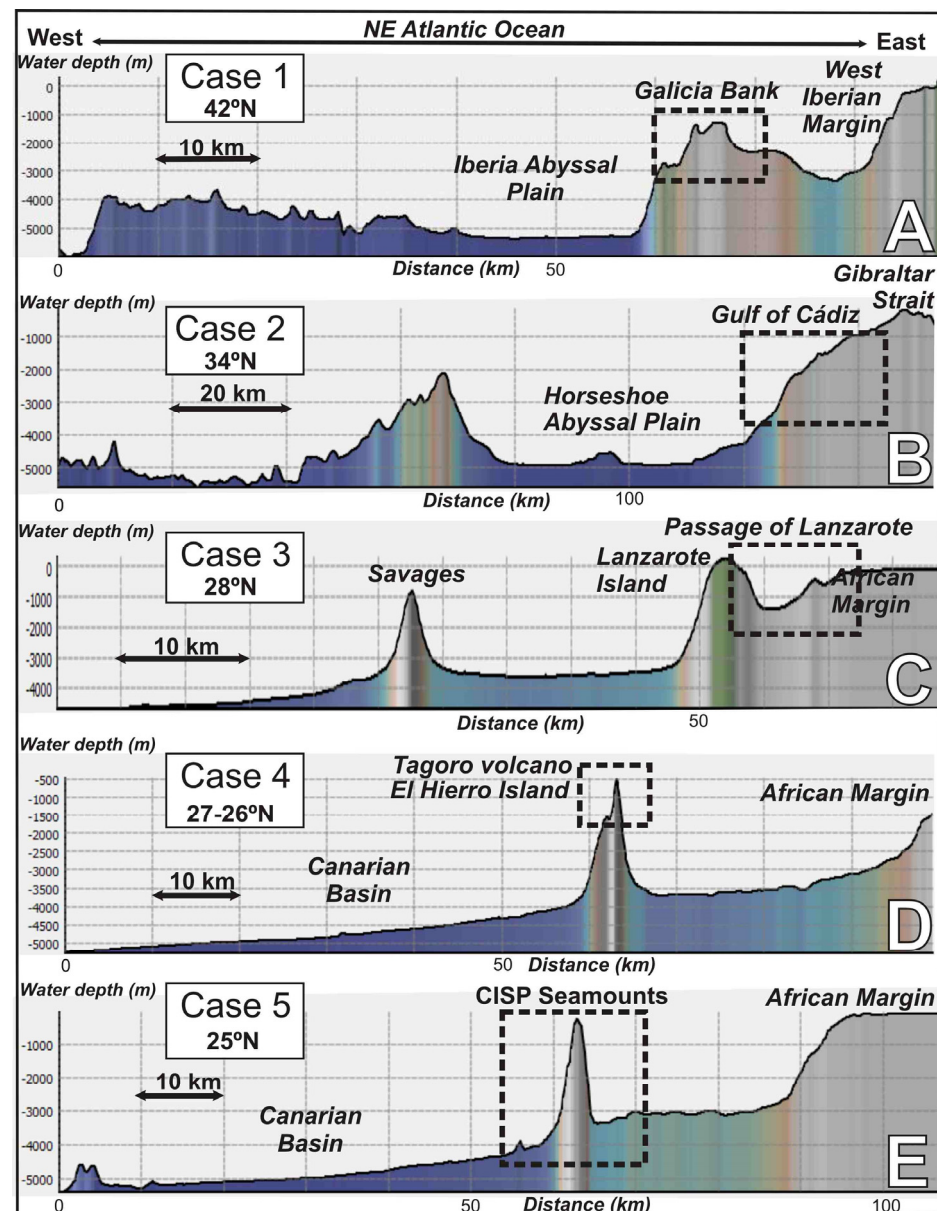 NE Atlantic Ocean
West
East
Water depth (m)
Case 1
42ºN
Galicia Bank
West
Iberian
Margin
0
-1000
-2000
-3000
-4000
-5000
10 km
Iberia Abyssal
Plain
A
0
Distance (km)
50
Gibraltar
Strait
Water depth (m)
Case 2
34ºN
Gulf of Cádiz
-1000
-2000
-3000
-4000
-5000
20 km
Horseshoe
Abyssal Plain
B
0
Distance (km)
100
Water depth (m)
Case 3
28ºN
Passage of Lanzarote
Lanzarote
Island
Savages
African
Margin
0
-1000
-2000
-3000
-4000
10 km
C
Distance (km)
50
Water depth (m)
Case 4
27-26ºN
Tagoro volcano
El Hierro Island
African Margin
-500
-1000
-1500
-2000
-2500
-3000
-3500
-4000
-4500
-5000
10 km
Canarian
Basin
D
0
50
Distance (km)
Water depth (m)
Case 5
25ºN
CISP Seamounts
African Margin
-1000
-2000
-3000
-4000
-5000
10 km
Canarian
Basin
E
0
50
Distance (km)
100